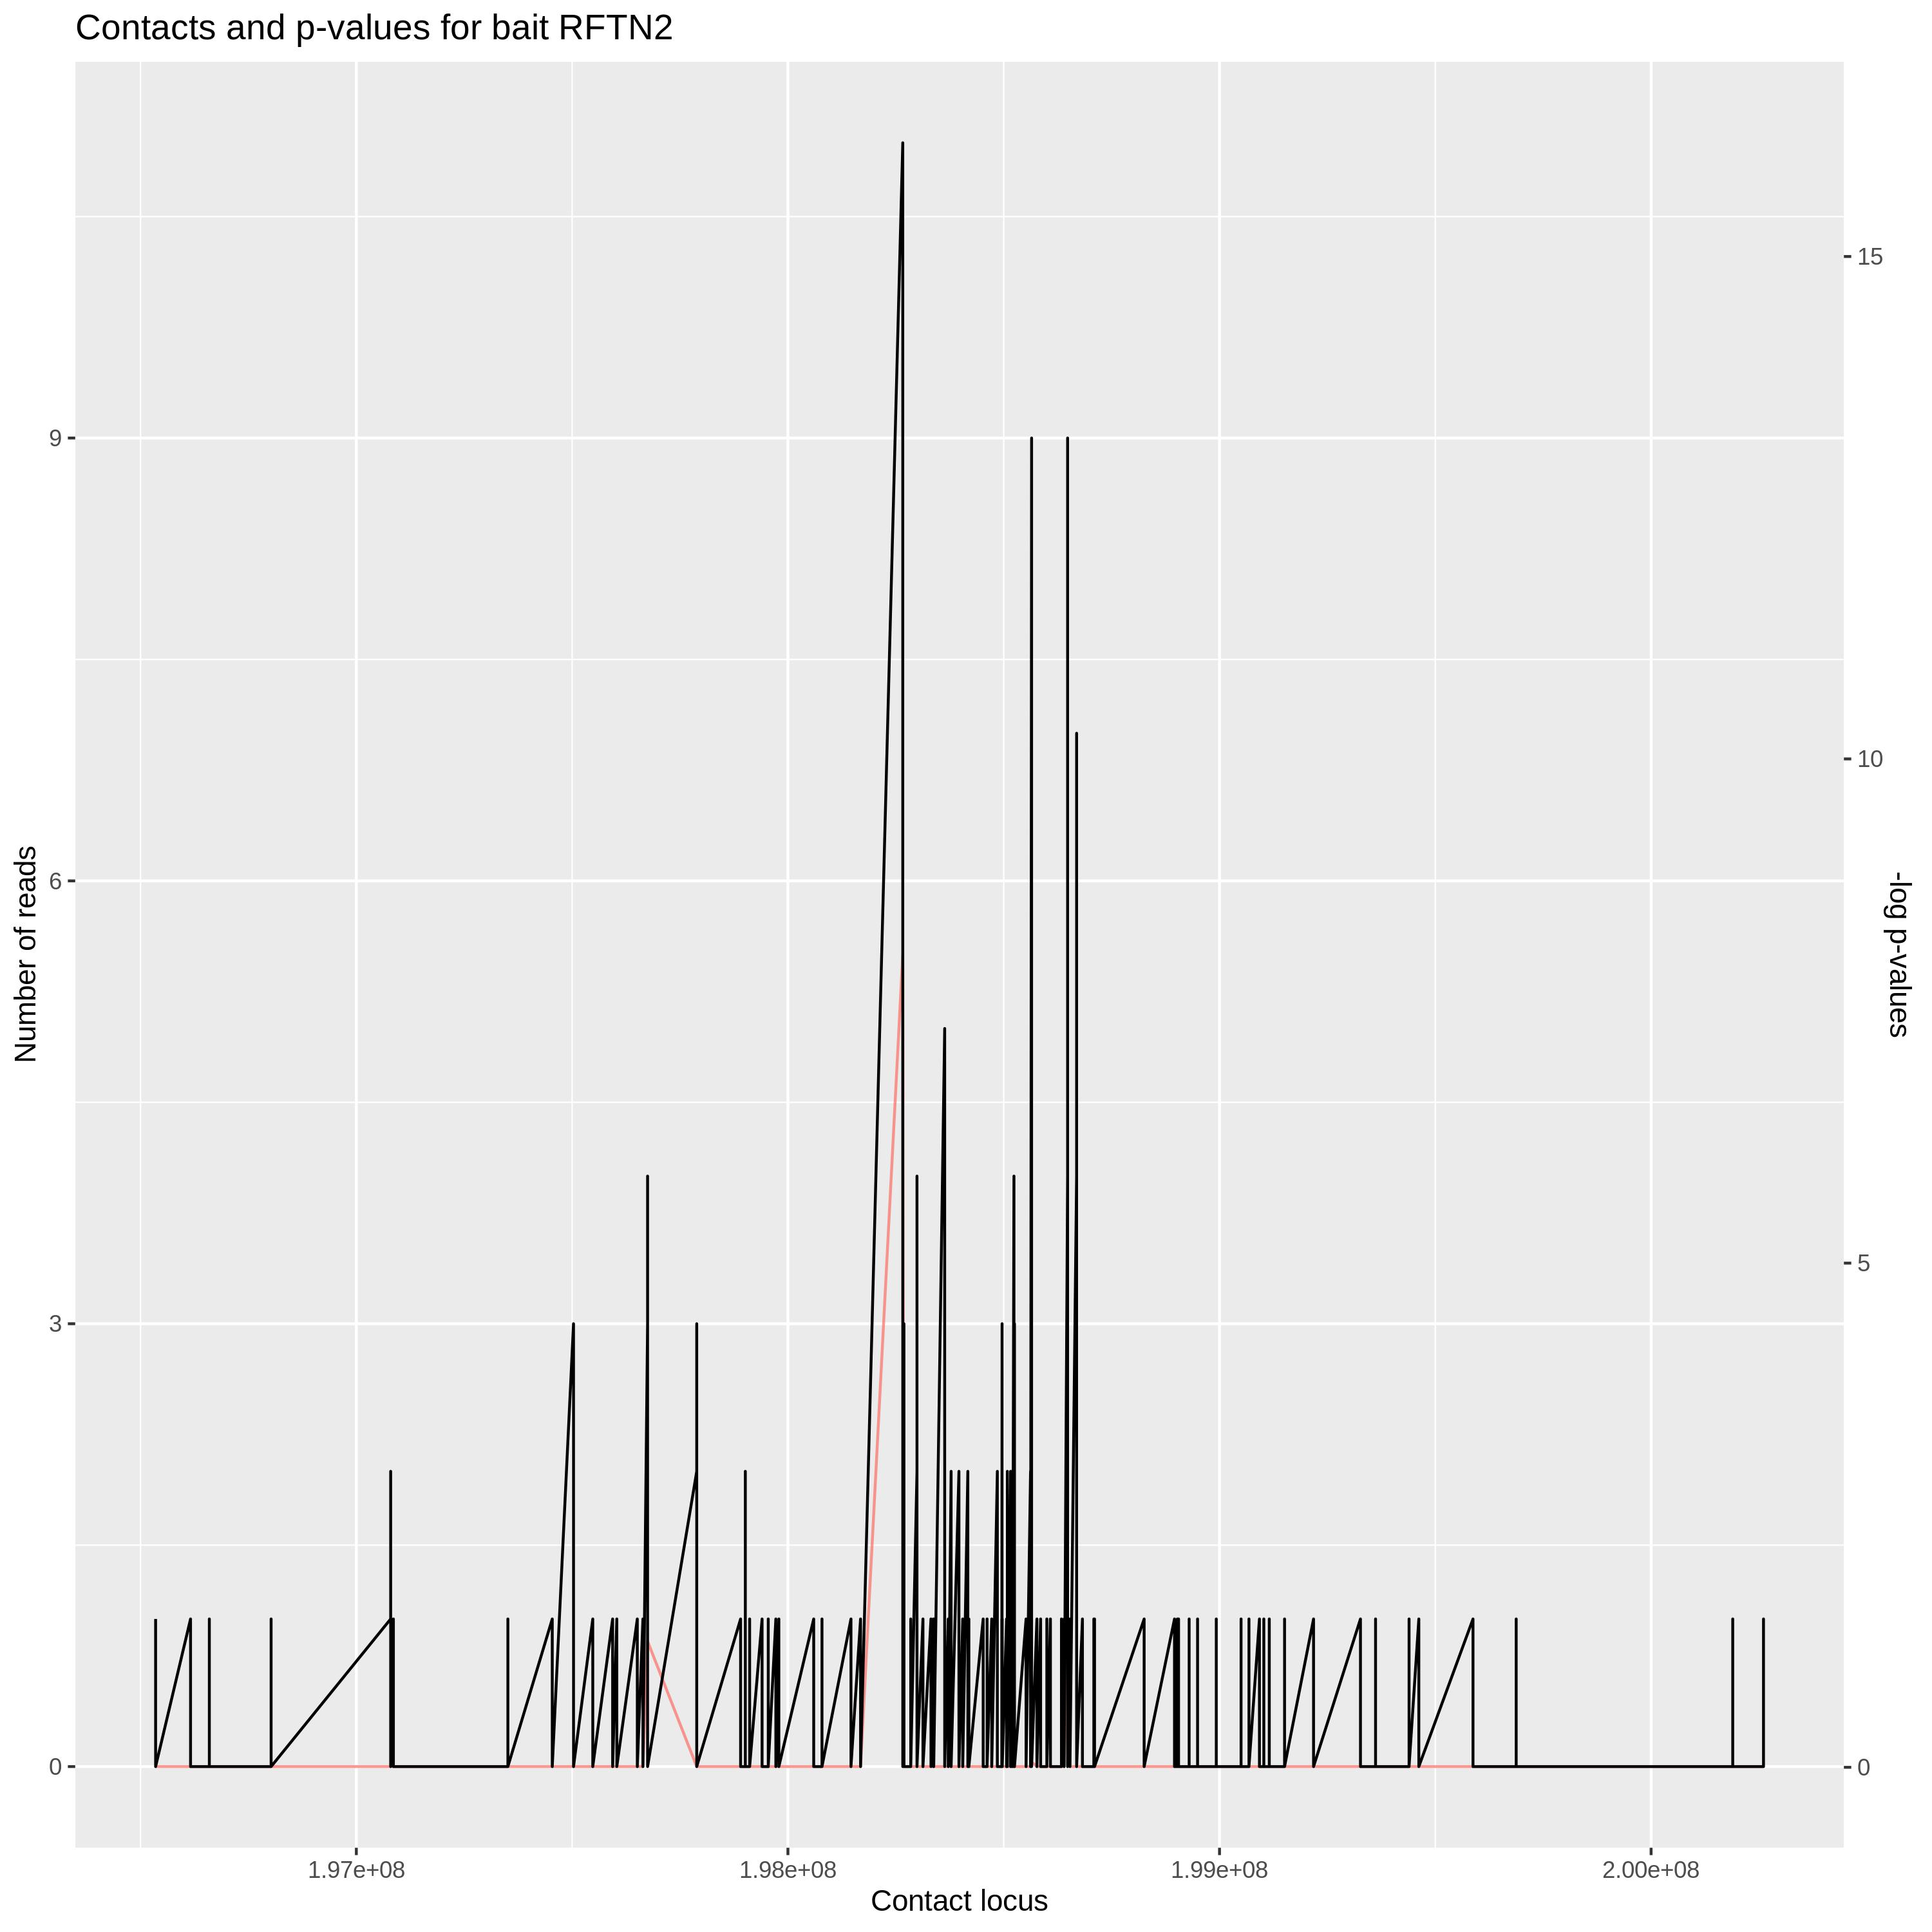 Contacts and p-values for bait RFTN2
Number of reads
9
6
3
0
15
10
5
0
-log p-values
1.97e+08
1.98e+08
1.99e+08
2.00e+08
Contact locus